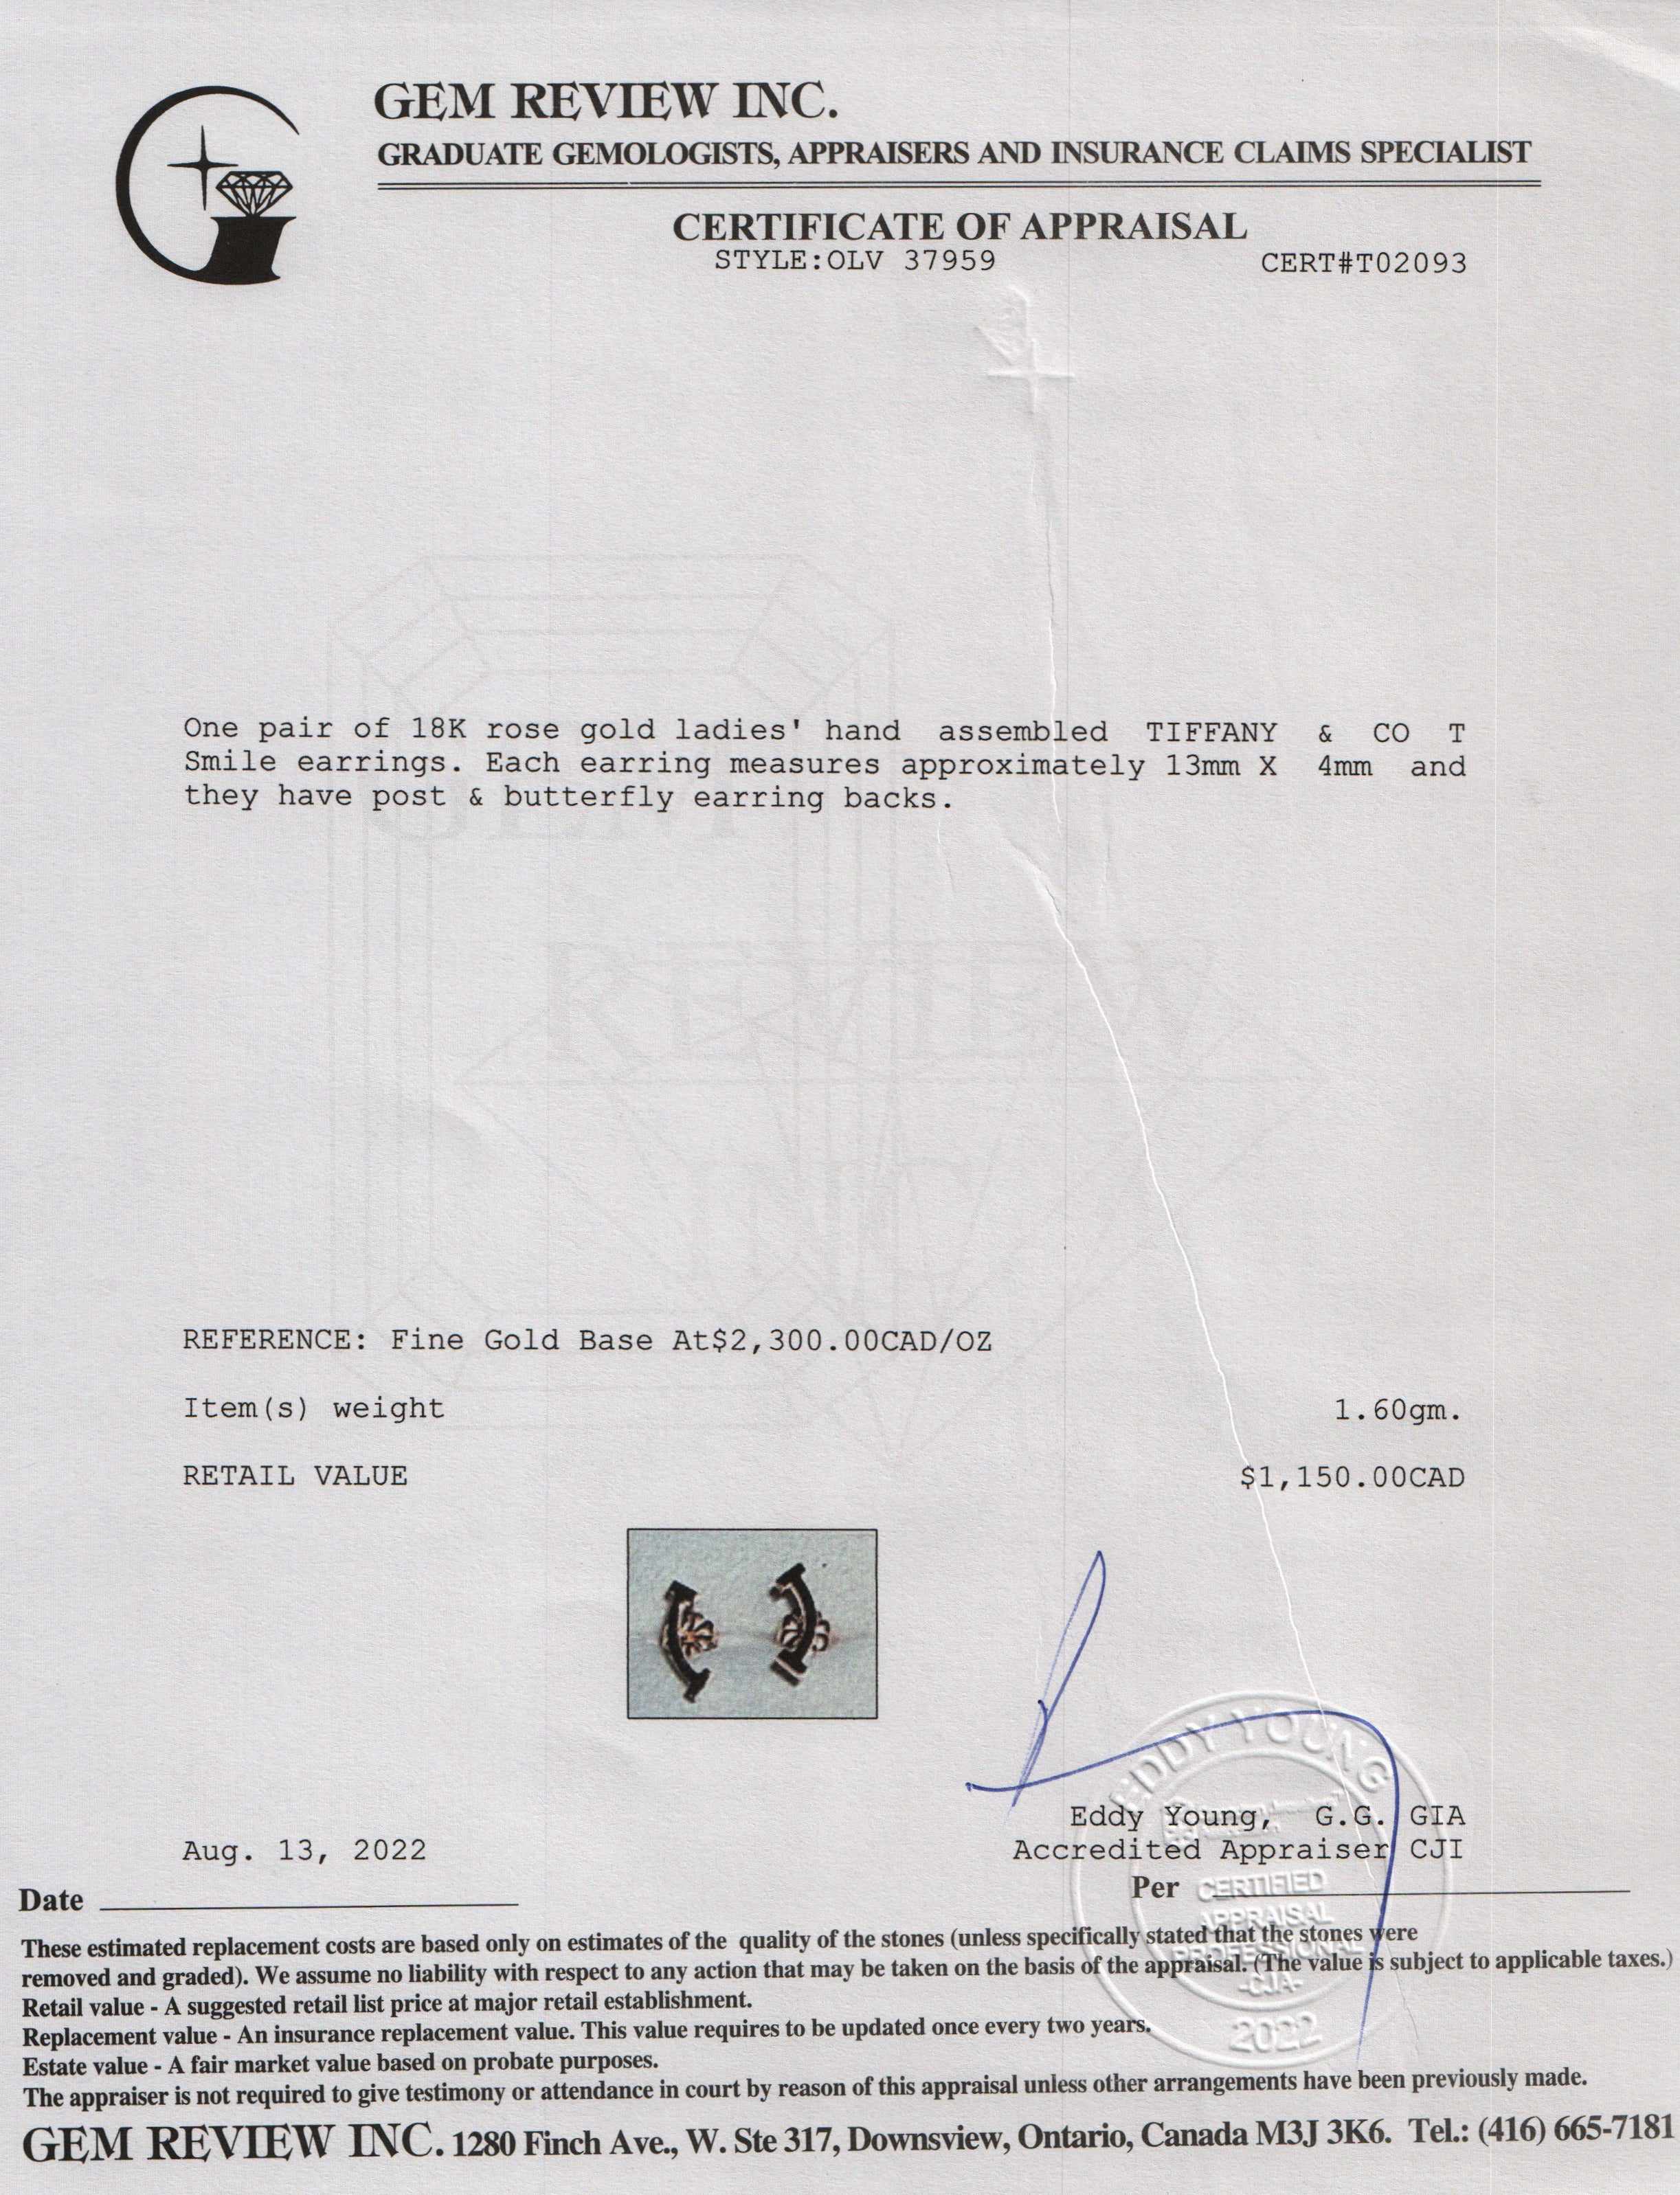 GEM REVIEW INC.
GRADUATE GEMOLOGISTS, APPRAISERS AND INSURANCE CLAIMS SPECIALIST
CERTIFICATE OF APPRAISAL
STYLE:OLV 37959 CERT#T02093
One pair of 18K rose gold ladies' hand assembled TIFFANY & CO T
Smile earrings. Each earring measures approximately 13mm X 4mm and
they have post & butterfly earring backs.
GEM
REVIEW
INC
REFERENCE: Fine Gold Base At$2,300.00CAD/OZ
Item(s) weight 1.60gm.
RETAIL VALUE $1,150.00CAD
EDDY YOUNG
Eddy Young, G.G. GIA
Aug. 13, 2022 Accredited Appraiser CJI
Date Per
CERTIFIED
APPRAISAL
PROFESSIONAL
-CJA-
2022
These estimated replacement costs are based only on estimates of the quality of the stones (unless specifically stated that the stones were
removed and graded). We assume no liability with respect to any action that may be taken on the basis of the appraisal. (The value is subject to applicable taxes.)
Retail value - A suggested retail list price at major retail establishment.
Replacement value - An insurance replacement value. This value requires to be updated once every two years.
Estate value - A fair market value based on probate purposes.
The appraiser is not required to give testimony or attendance in court by reason of this appraisal unless other arrangements have been previously made.
GEM REVIEW INC. 1280 Finch Ave., W. Ste 317, Downsview, Ontario, Canada M3J 3K6. Tel.: (416) 665-7181